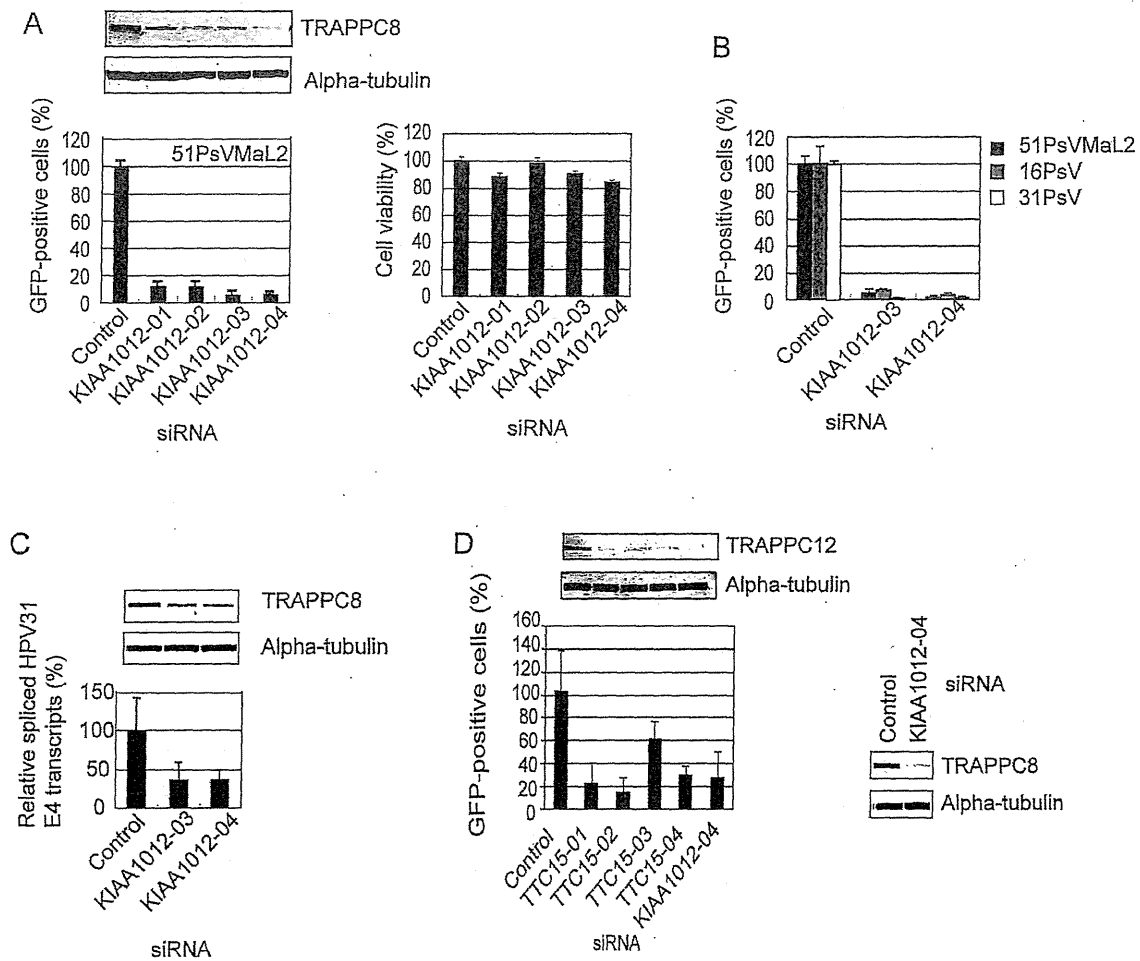 A
TRAPPC8
Alpha-tubulin
GFP-positive cells (%)
120
100
80
60
40
20
0
51PsVMaL2
Control
KIAA1012-01
KIAA1012-02
KIAA1012-03
KIAA1012-04
siRNA
Cell viability (%)
120
100
80
60
40
20
0
Control
KIAA1012-01
KIAA1012-02
KIAA1012-03
KIAA1012-04
siRNA
B
GFP-positive cells (%)
120
100
80
60
40
20
0
51PsVMaL2
16PsV
31PsV
Control
KIAA1012-03
KIAA1012-04
siRNA
C
TRAPPC8
Alpha-tubulin
Relative spliced HPV31
E4 transcripts (%)
150
100
50
0
Control
KIAA1012-03
KIAA1012-04
siRNA
D
TRAPPC12
Alpha-tubulin
GFP-positive cells (%)
160
140
120
100
80
60
40
20
0
Control
TTC15-01
TTC15-02
TTC15-03
TTC15-04
KIAA1012-04
siRNA
Control
KIAA1012-04
siRNA
TRAPPC8
Alpha-tubulin